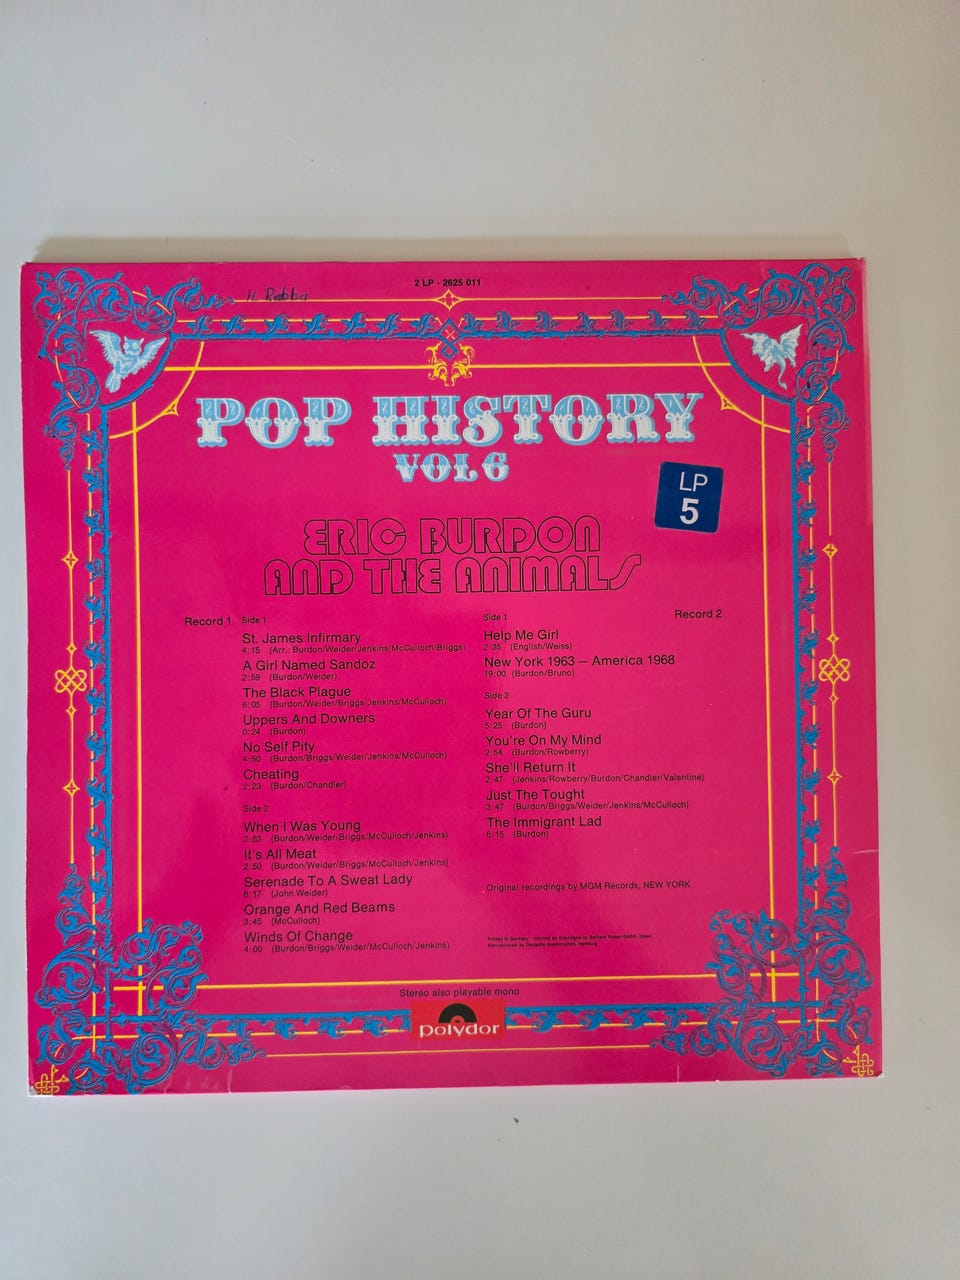 2 LP - 2625 011
H. Rabba
POP HISTORY
VOL 6
LP
5
ERIC BURDON
AND THE ANIMALS
Record 1
Side 1
St. James Infirmary
4:15 (Arr.: Burdon/Weider/Jenkins/McCulloch/Briggs)
A Girl Named Sandoz
2:59 (Burdon/Weider)
The Black Plague
6:05 (Burdon/Weider/Briggs/Jenkins/McCulloch)
Uppers And Downers
0:24 (Burdon)
No Self Pity
4:50 (Burdon/Briggs/Weider/Jenkins/McCulloch)
Cheating
2:23 (Burdon/Chandler)
Side 2
When I Was Young
2:53 (Burdon/Weider/Briggs/McCulloch/Jenkins)
It's All Meat
2:50 (Burdon/Weider/Briggs/McCulloch/Jenkins)
Serenade To A Sweat Lady
6:17 (John Weider)
Orange And Red Beams
3:45 (McCulloch)
Winds Of Change
4:00 (Burdon/Briggs/Weider/McCulloch/Jenkins)
Record 2
Side 1
Help Me Girl
2:35 (English/Weiss)
New York 1963 – America 1968
19:00 (Burdon/Bruno)
Side 2
Year Of The Guru
5:25 (Burdon)
You're On My Mind
2:54 (Burdon/Rowberry)
She'll Return It
2:47 (Jenkins/Rowberry/Burdon/Chandler/Valentine)
Just The Tought
3:47 (Burdon/Briggs/Weider/Jenkins/McCulloch)
The Immigrant Lad
6:15 (Burdon)
Original recordings by MGM Records, NEW YORK
Printed in Germany - Imprimé en Allemagne by Gerhard Kaiser GmbH, Essen
Manufactured by Deutsche Grammophon, Hamburg
Stereo also playable mono
polydor